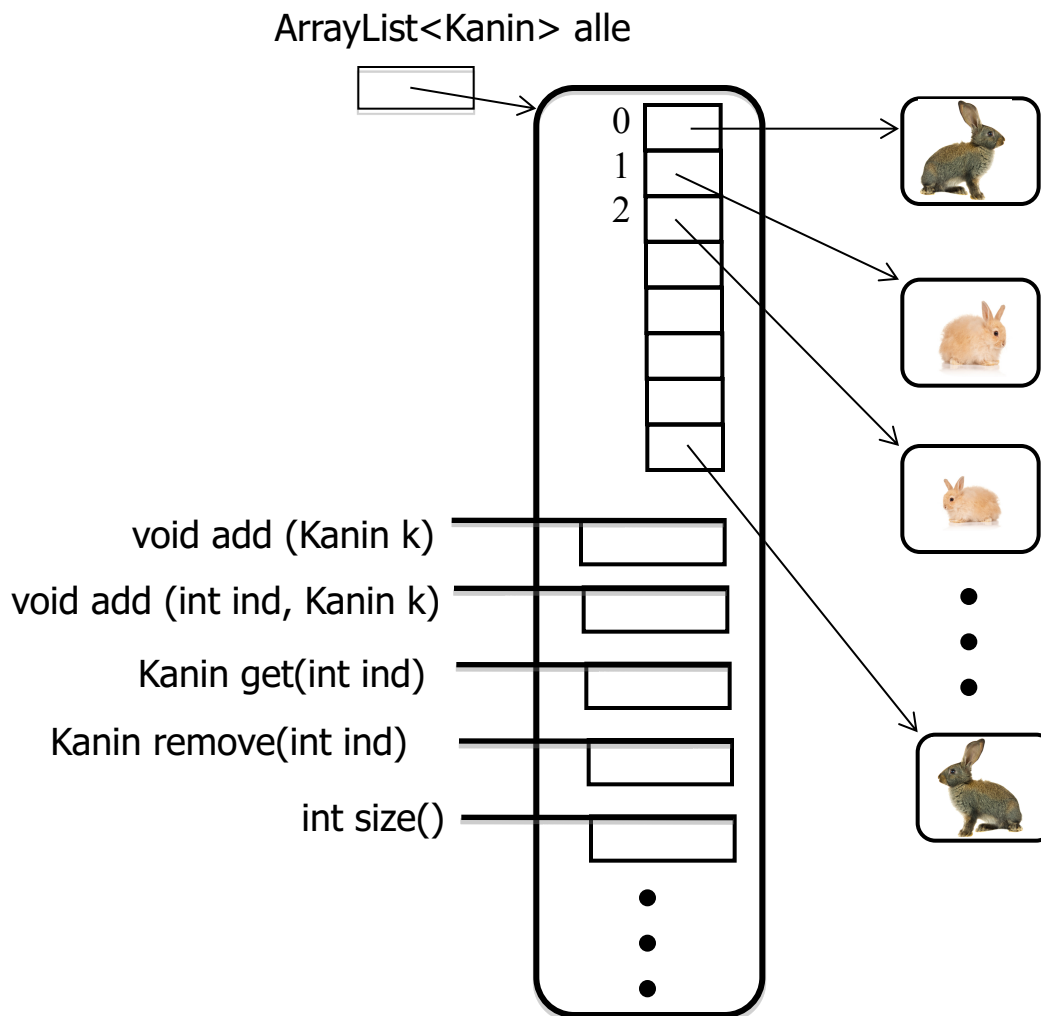 ArrayList<Kanin> alle
0
1
2
void add (Kanin k)
void add (int ind, Kanin k)
Kanin get(int ind)
Kanin remove(int ind)
int size()